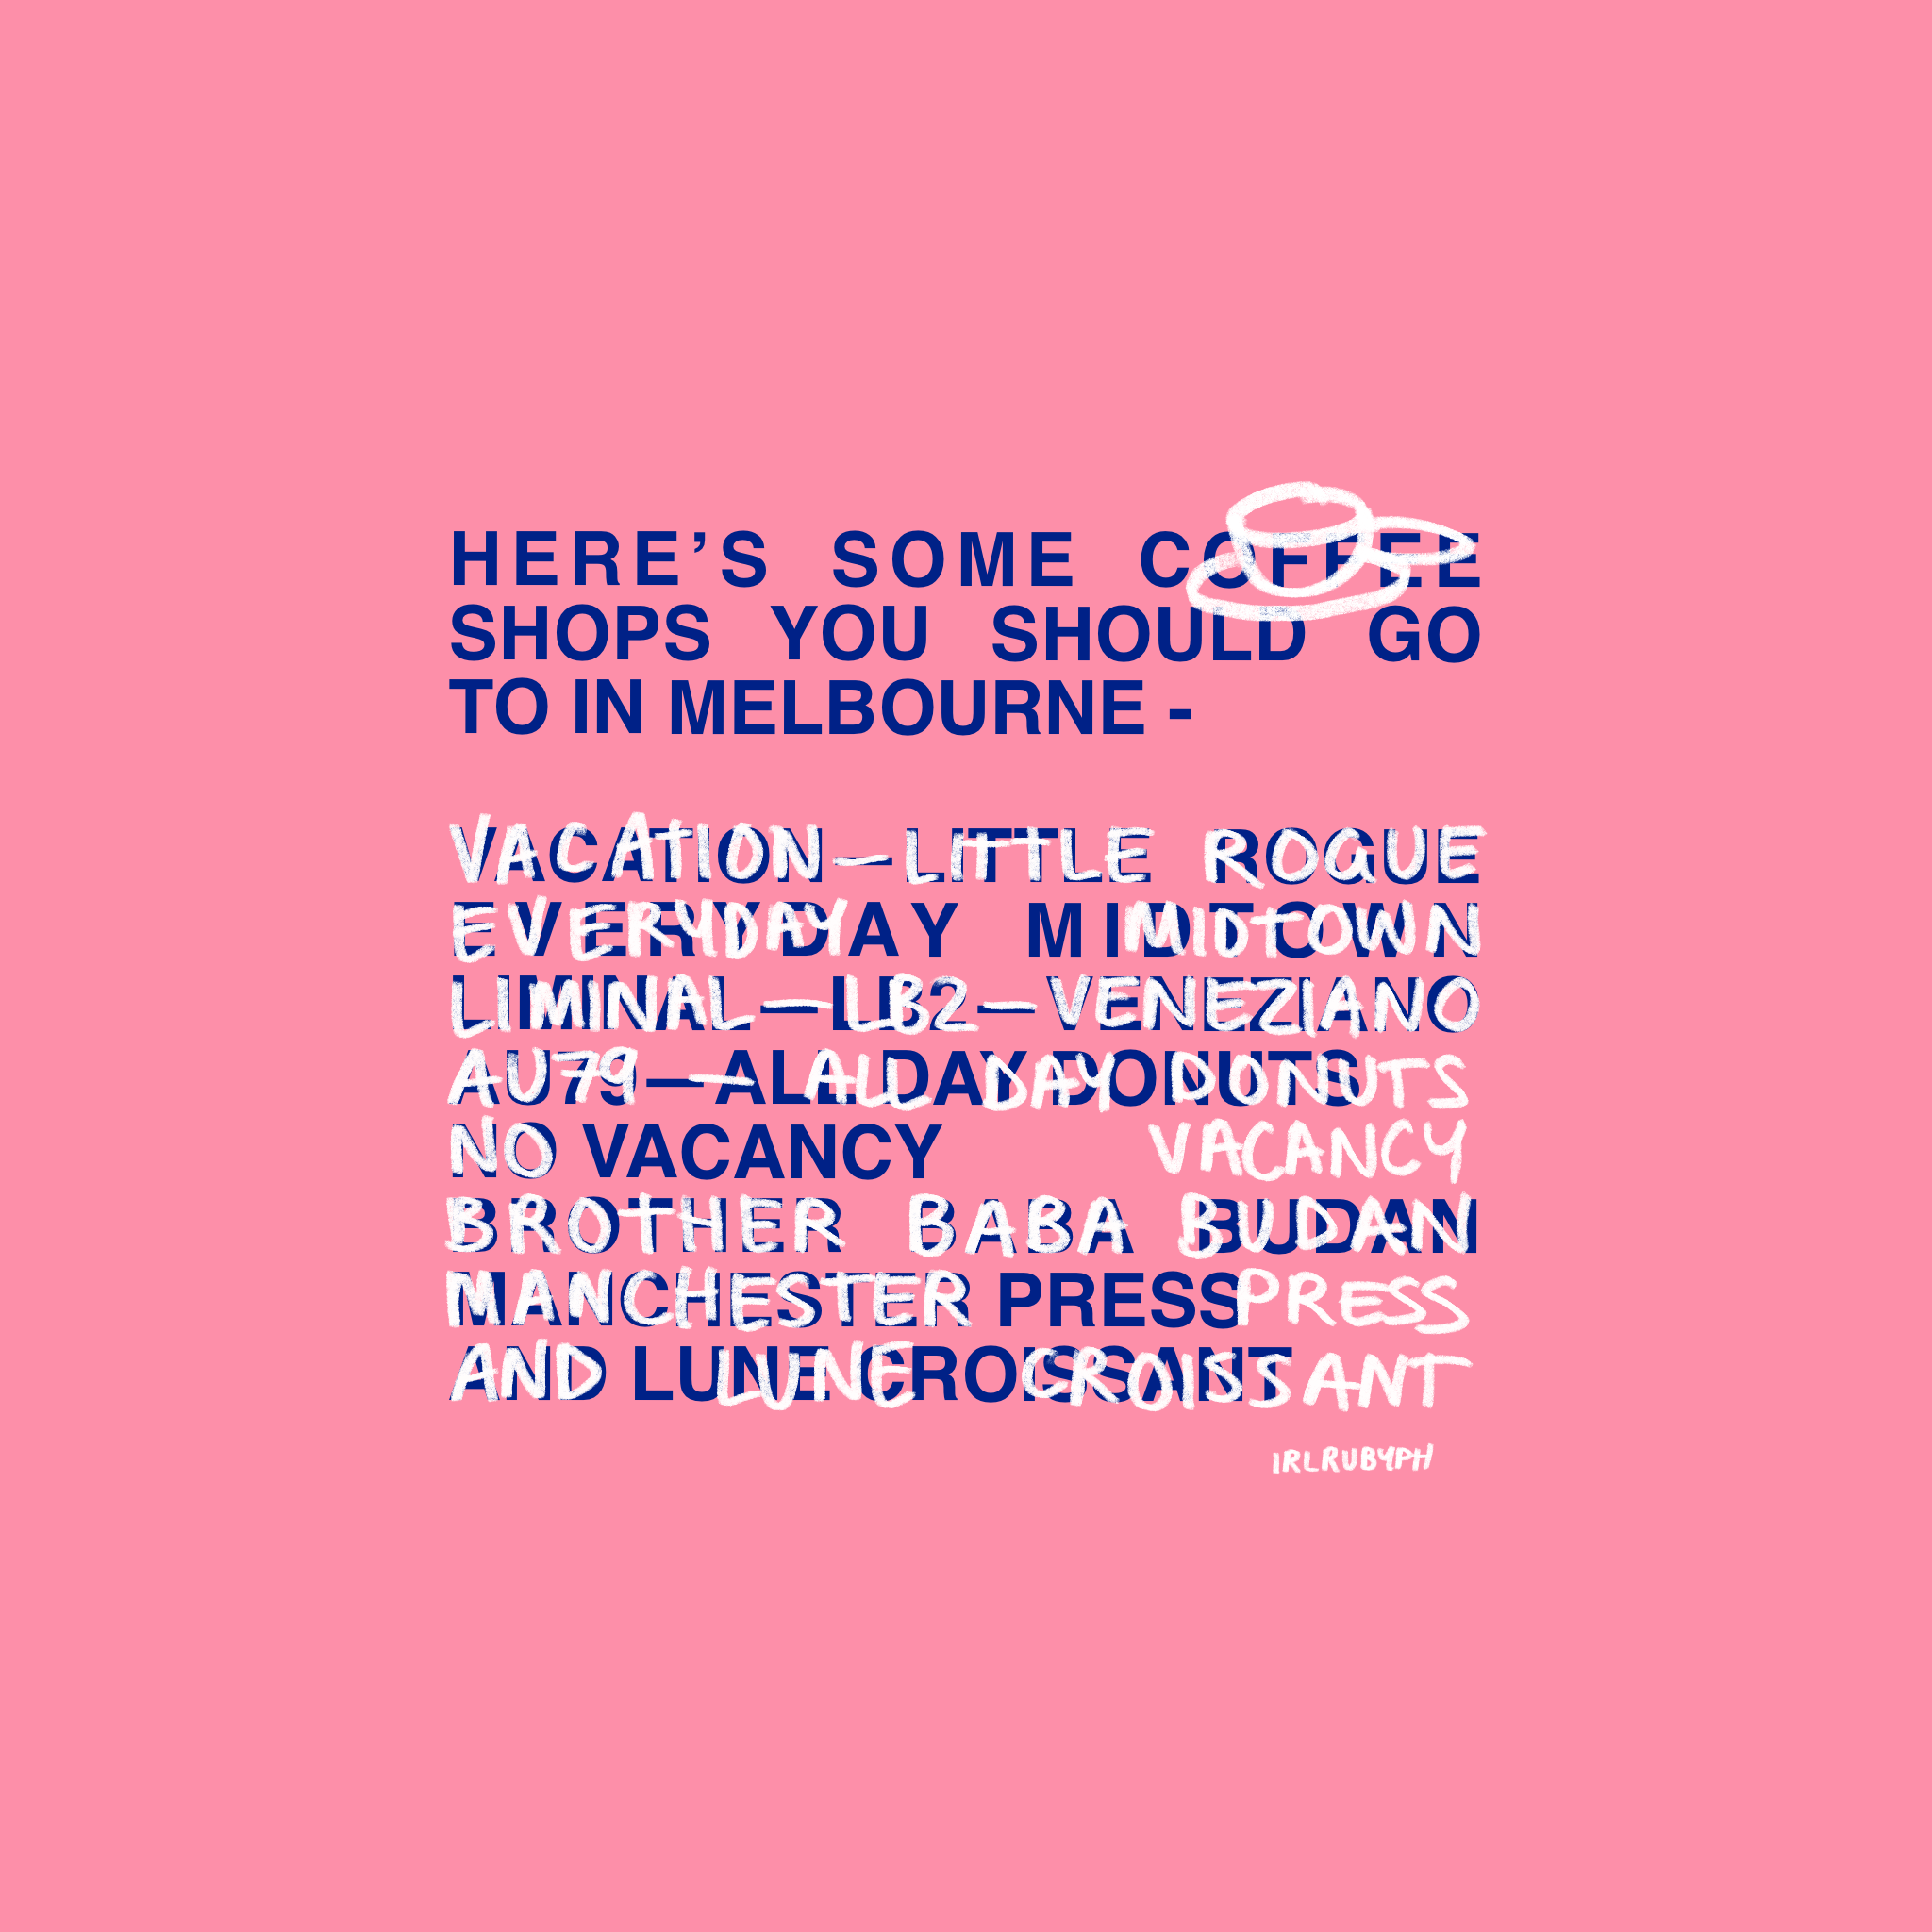 HERE'S SOME COFFEE
SHOPS YOU SHOULD GO
TO IN MELBOURNE -
VACATION—LITTLE ROGUE
EVERYDAY MIDTOWN
LIMINAL—LB2—VENEZIANO
AU79—ALL DAY DONUTS
NO VACANCY
BROTHER BABA BUDAN
MANCHESTER PRESS
AND LUNE CROISSANT
IRLRUBYPH